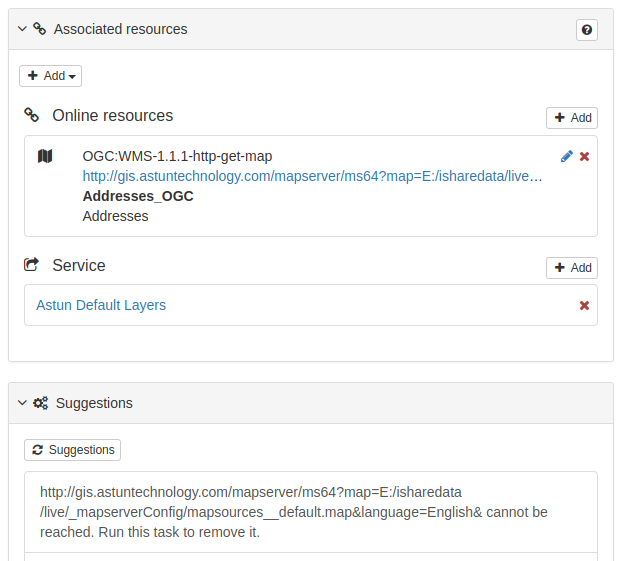 Associated resources
Add
Online resources
Add
OGC:WMS-1.1.1-http-get-map
http://gis.astuntechnology.com/mapserver/ms64?map=E:/isharedata/live…
Addresses_OGC
Addresses
Service
Add
Astun Default Layers
Suggestions
Suggestions
http://gis.astuntechnology.com/mapserver/ms64?map=E:/isharedata
/live/_mapserverConfig/mapsources__default.map&language=English& cannot be
reached. Run this task to remove it.